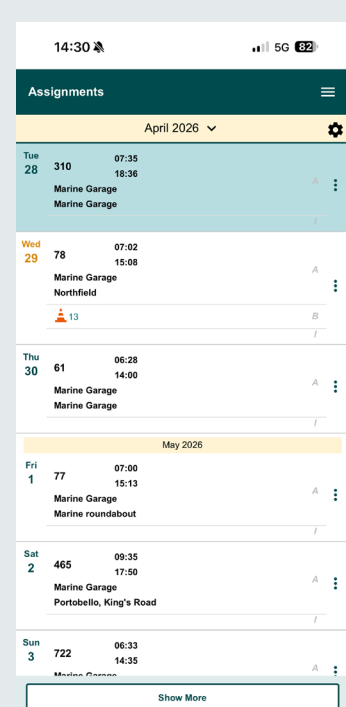 14:30
5G 82
Assignments
April 2026
Tue
28
310
07:35
18:36
A
Marine Garage
Marine Garage
I
Wed
29
78
07:02
15:08
A
Marine Garage
Northfield
13
B
I
Thu
30
61
06:28
14:00
A
Marine Garage
Marine Garage
I
May 2026
Fri
1
77
07:00
15:13
A
Marine Garage
Marine roundabout
I
Sat
2
465
09:35
17:50
A
Marine Garage
Portobello, King's Road
I
Sun
3
722
06:33
14:35
A
Marine Garage
Show More